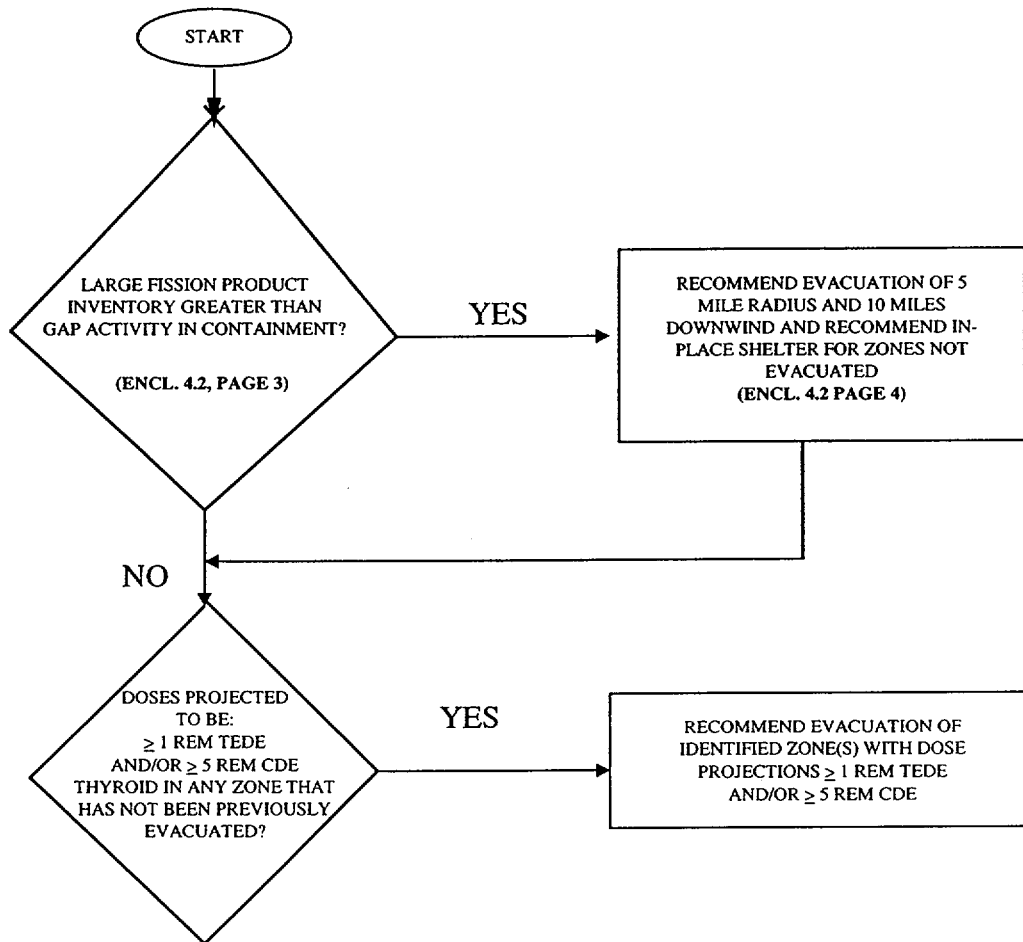 START
LARGE FISSION PRODUCT
INVENTORY GREATER THAN
GAP ACTIVITY IN CONTAINMENT?
(ENCL. 4.2, PAGE 3)
YES
RECOMMEND EVACUATION OF 5
MILE RADIUS AND 10 MILES
DOWNWIND AND RECOMMEND IN-
PLACE SHELTER FOR ZONES NOT
EVACUATED
(ENCL. 4.2 PAGE 4)
NO
DOSES PROJECTED
TO BE:
≥ 1 REM TEDE
AND/OR ≥ 5 REM CDE
THYROID IN ANY ZONE THAT
HAS NOT BEEN PREVIOUSLY
EVACUATED?
YES
RECOMMEND EVACUATION OF
IDENTIFIED ZONE(S) WITH DOSE
PROJECTIONS ≥ 1 REM TEDE
AND/OR ≥ 5 REM CDE